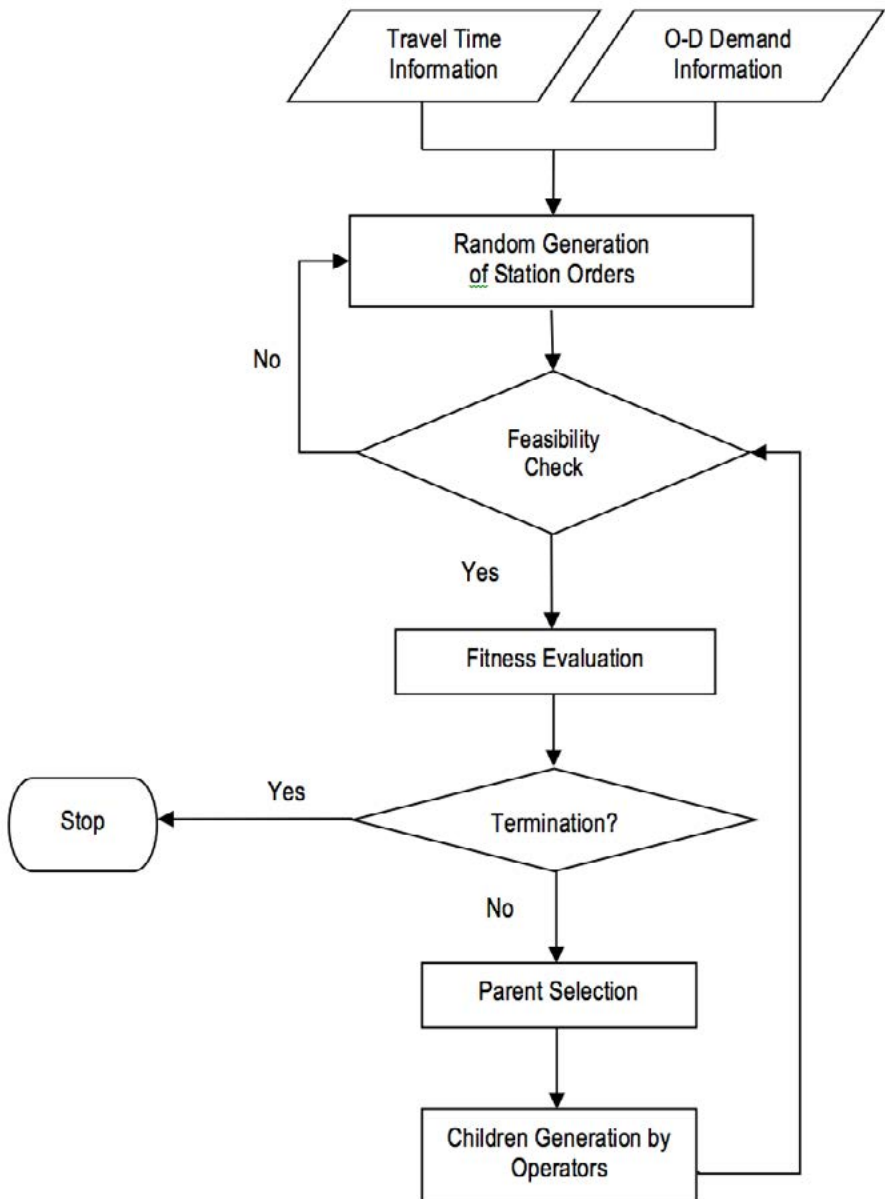 Travel Time
Information
O-D Demand
Information
Random Generation
of Station Orders
No
Feasibility
Check
Yes
Fitness Evaluation
Yes
Stop
Termination?
No
Parent Selection
Children Generation by
Operators